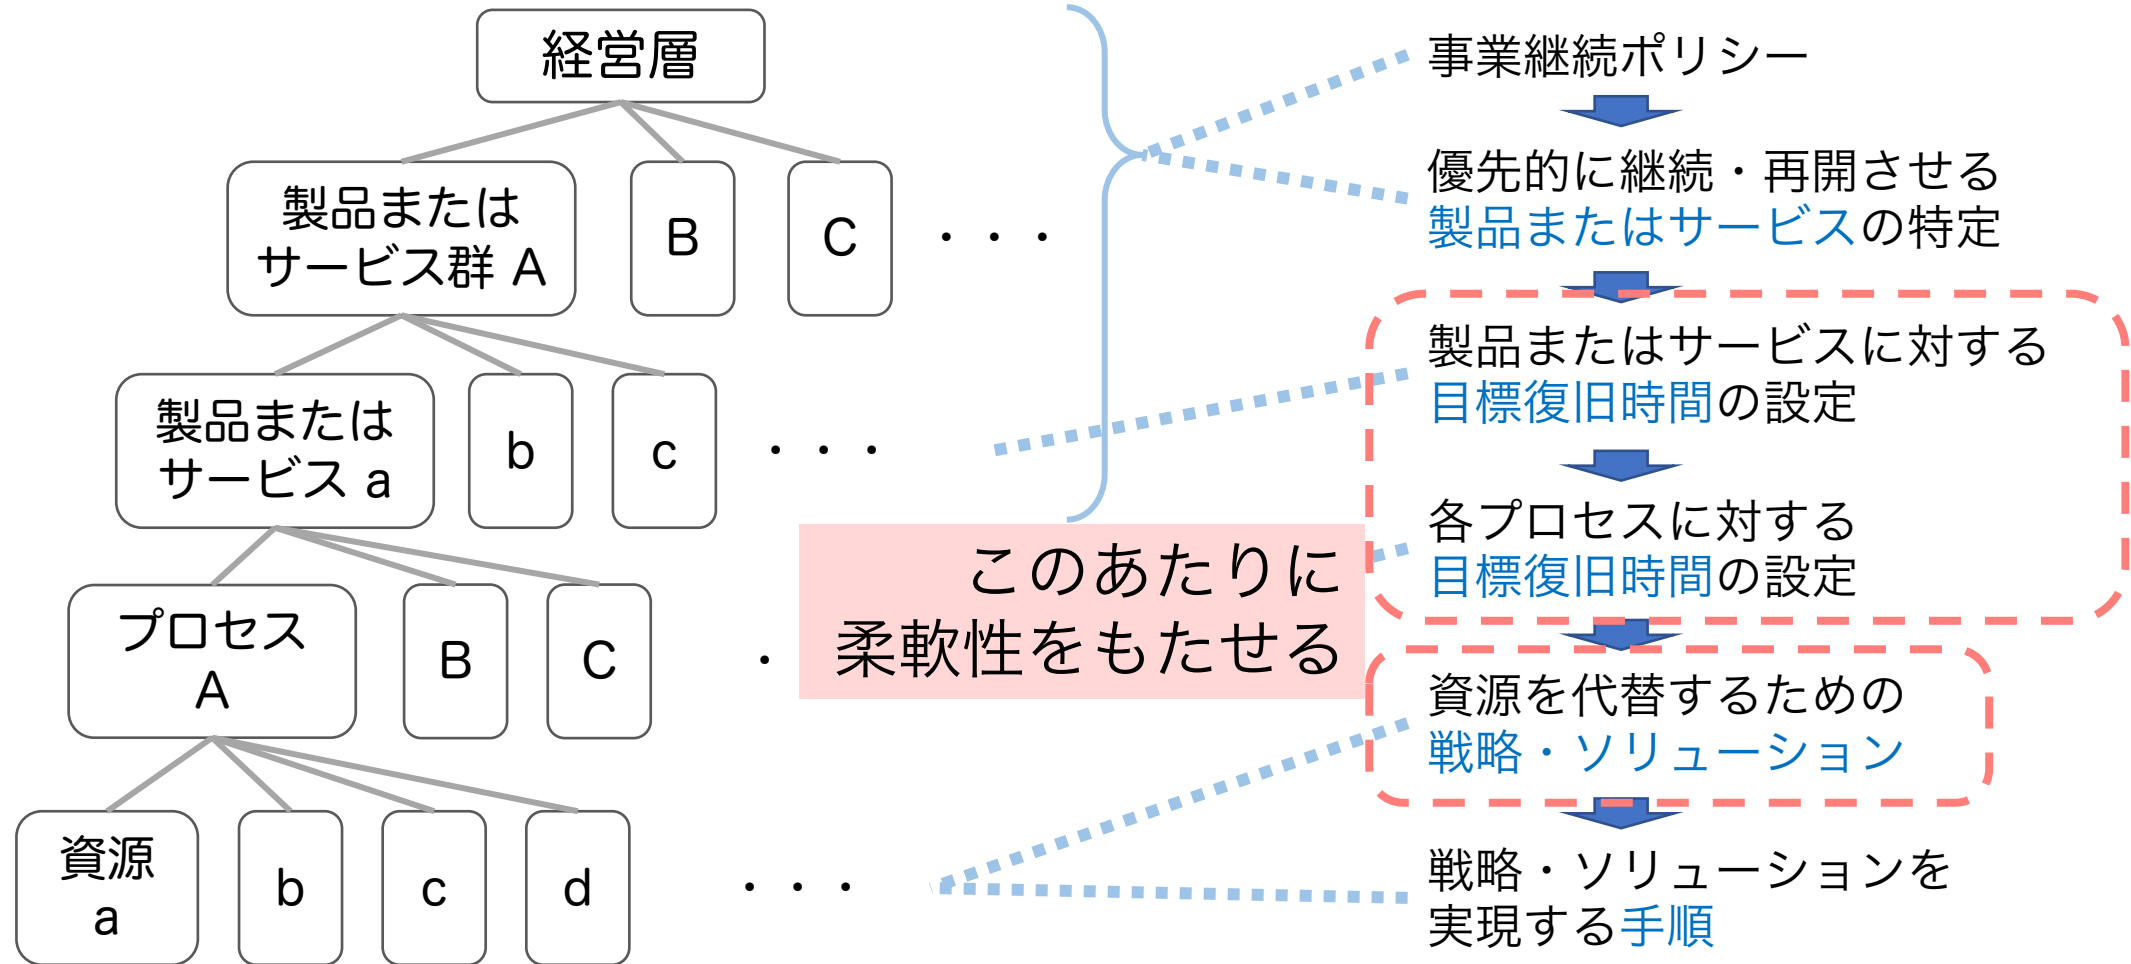 経営層
製品または
サービス群 A
B
C
・・・
製品または
サービス a
b
c
・・・
プロセス
A
B
C
・
資源
a
b
c
d
・・・
このあたりに
柔軟性をもたせる
事業継続ポリシー
優先的に継続・再開させる
製品またはサービスの特定
製品またはサービスに対する
目標復旧時間の設定
各プロセスに対する
目標復旧時間の設定
資源を代替するための
戦略・ソリューション
戦略・ソリューションを
実現する手順